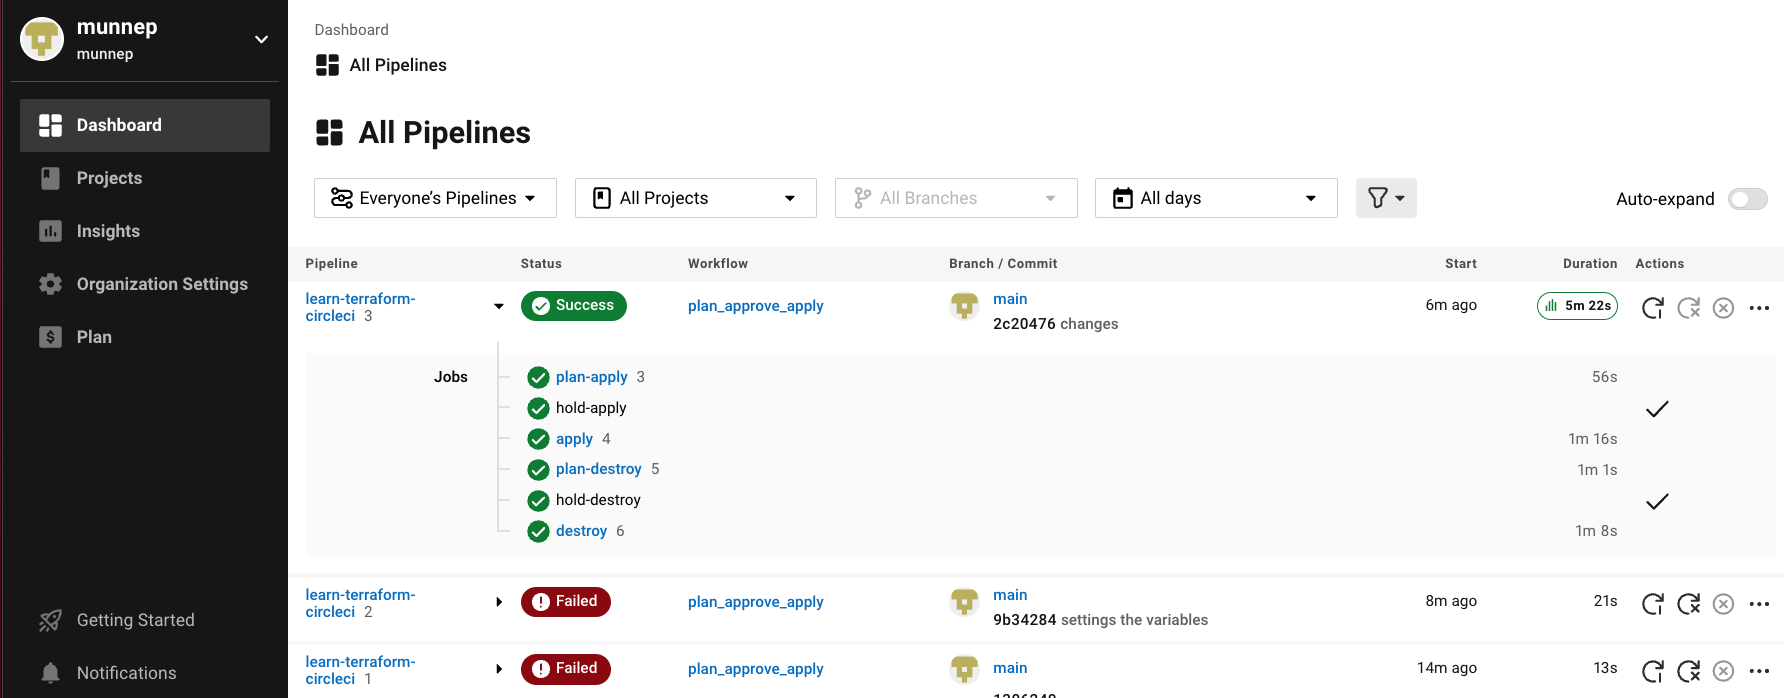 munnep
munnep
Dashboard
Projects
Insights
Organization Settings
Plan
Getting Started
Notifications
Dashboard
All Pipelines
All Pipelines
Everyone's Pipelines
All Projects
All Branches
All days
Auto-expand
Pipeline Status Workflow Branch / Commit Start Duration Actions
learn-terraform-circleci 3 Success plan_approve_apply main 6m ago 5m 22s
2c20476 changes
Jobs
plan-apply 3 56s
hold-apply
apply 4 1m 16s
plan-destroy 5 1m 1s
hold-destroy
destroy 6 1m 8s
learn-terraform-circleci 2 Failed plan_approve_apply main 8m ago 21s
9b34284 settings the variables
learn-terraform-circleci 1 Failed plan_approve_apply main 14m ago 13s